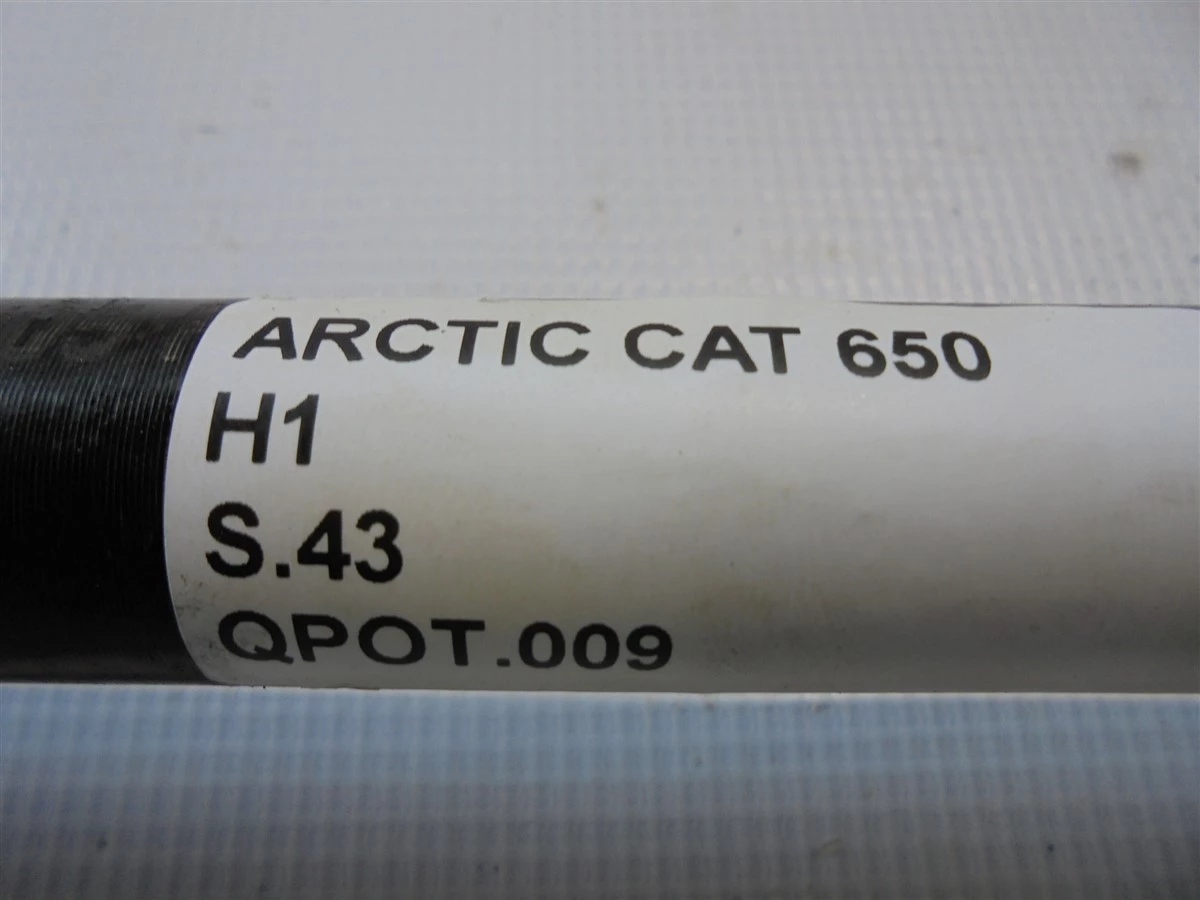 ARCTIC CAT 650
H1
S.43
QPOT.009